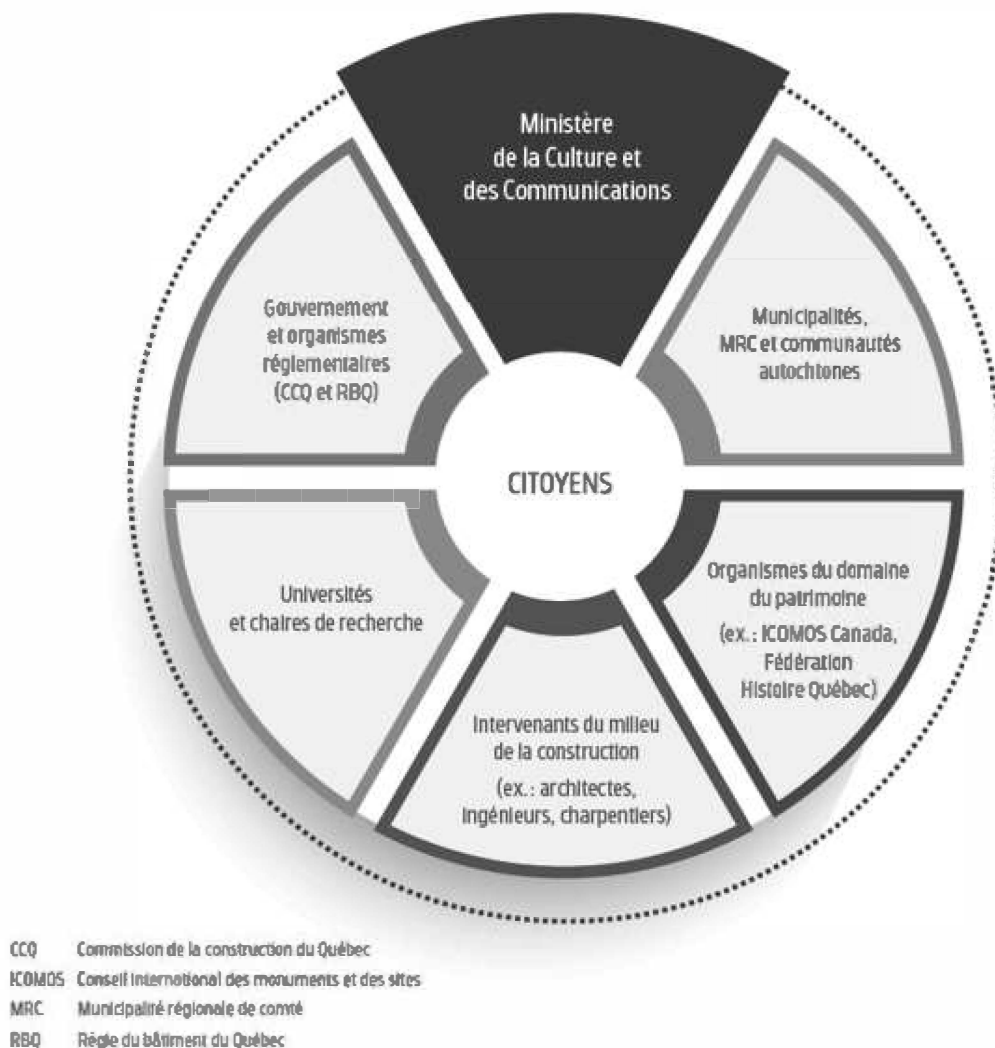 Ministère
de la Culture et
des Communications
Gouvernement
et organismes
réglementaires
(CCQ et RBQ)
Municipalités,
MRC et communautés
autochtones
CITOYENS
Universités
et chaires de recherche
Organismes du domaine
du patrimoine
(ex. : ICOMOS Canada,
Fédération
Histoire Québec)
Intervenants du milieu
de la construction
(ex. : architectes,
ingénieurs, charpentiers)
CCQ Commission de la construction du Québec
ICOMOS Conseil international des monuments et des sites
MRC Municipalité régionale de comté
RBQ Régie du bâtiment du Québec